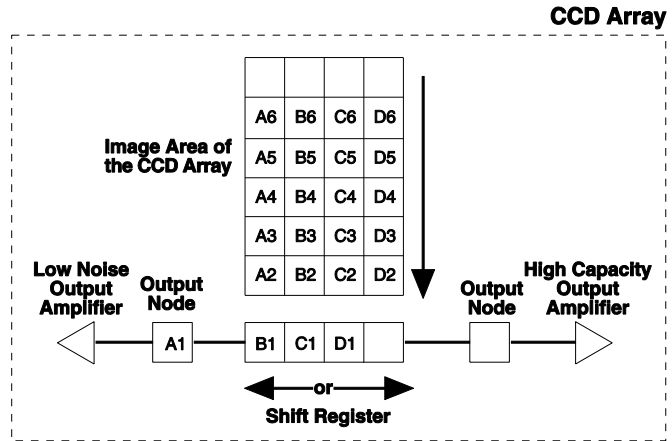 CCD Array
A6 B6 C6 D6
Image Area of
the CCD Array
A5 B5 C5 D5
A4 B4 C4 D4
A3 B3 C3 D3
A2 B2 C2 D2
Low Noise
Output
Amplifier
Output
Node
Output
Node
High Capacity
Output
Amplifier
A1
B1 C1 D1
or
Shift Register